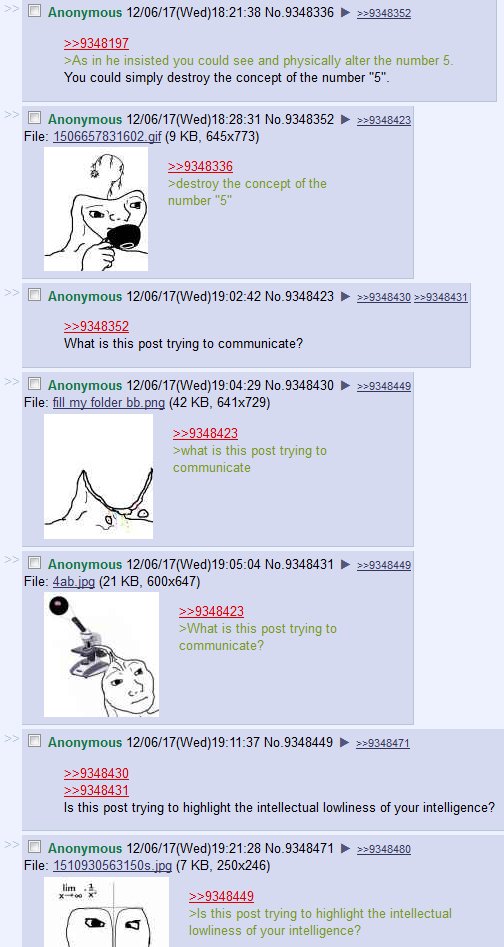 >> Anonymous 12/06/17(Wed)18:21:38 No.9348336 ▶ >>9348352
>>9348197
>As in he insisted you could see and physically alter the number 5.
You could simply destroy the concept of the number "5".
>> Anonymous 12/06/17(Wed)18:28:31 No.9348352 ▶ >>9348423
File: 1506657831602.gif (9 KB, 645x773)
>>9348336
>destroy the concept of the
number "5"
>> Anonymous 12/06/17(Wed)19:02:42 No.9348423 ▶ >>9348430 >>9348431
>>9348352
What is this post trying to communicate?
>> Anonymous 12/06/17(Wed)19:04:29 No.9348430 ▶ >>9348449
File: fill my folder bb.png (42 KB, 641x729)
>>9348423
>what is this post trying to
communicate
>> Anonymous 12/06/17(Wed)19:05:04 No.9348431 ▶ >>9348449
File: 4ab.jpg (21 KB, 600x647)
>>9348423
>What is this post trying to
communicate?
>> Anonymous 12/06/17(Wed)19:11:37 No.9348449 ▶ >>9348471
>>9348430
>>9348431
Is this post trying to highlight the intellectual lowliness of your intelligence?
>> Anonymous 12/06/17(Wed)19:21:28 No.9348471 ▶ >>9348480
File: 1510930563150s.jpg (7 KB, 250x246)
lim x→∞ 1/x²
>>9348449
>Is this post trying to highlight the intellectual
lowliness of your intelligence?